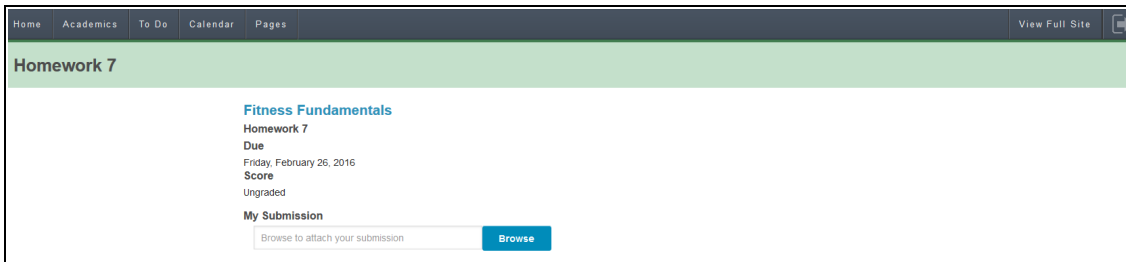 Home Academics To Do Calendar Pages View Full Site
Homework 7
Fitness Fundamentals
Homework 7
Due
Friday, February 26, 2016
Score
Ungraded
My Submission
Browse to attach your submission Browse